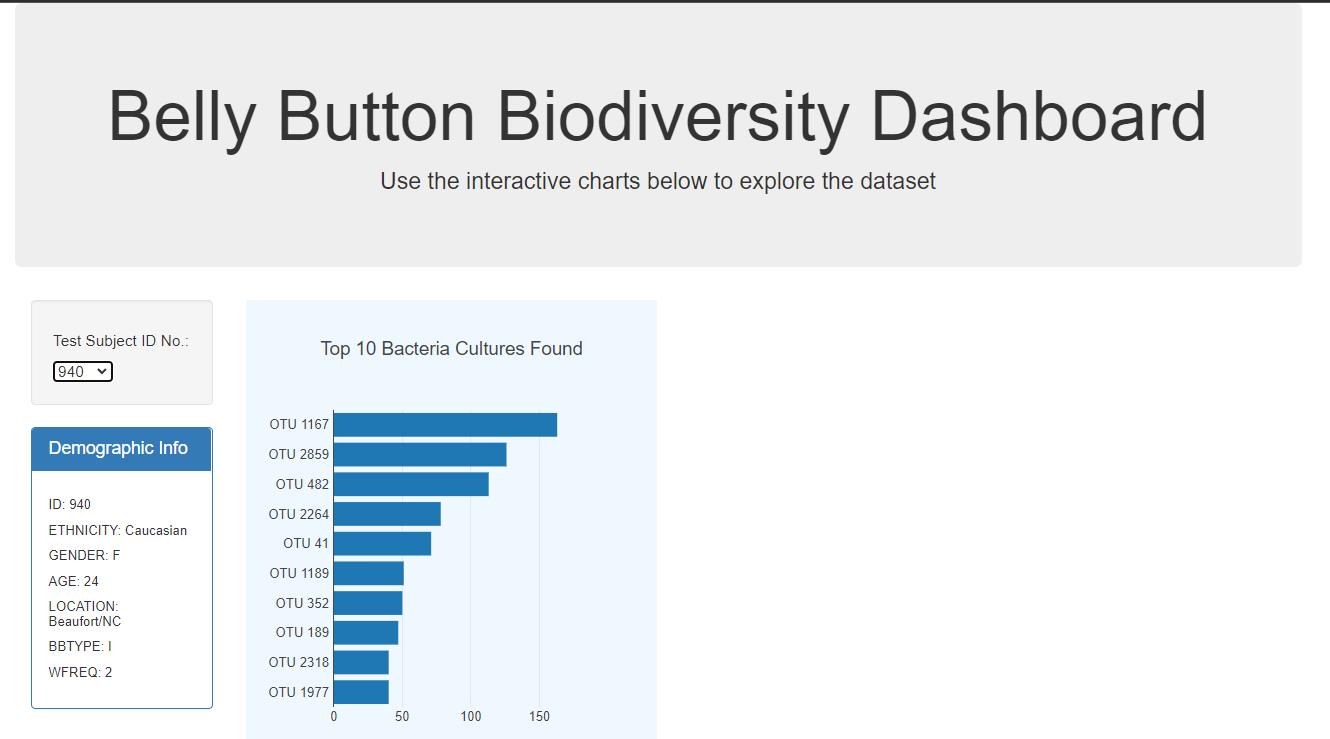 Belly Button Biodiversity Dashboard
Use the interactive charts below to explore the dataset
Test Subject ID No.:
940
Demographic Info
ID: 940
ETHNICITY: Caucasian
GENDER: F
AGE: 24
LOCATION:
Beaufort/NC
BBTYPE: I
WFREQ: 2
Top 10 Bacteria Cultures Found
OTU 1167
OTU 2859
OTU 482
OTU 2264
OTU 41
OTU 1189
OTU 352
OTU 189
OTU 2318
OTU 1977
0 50 100 150